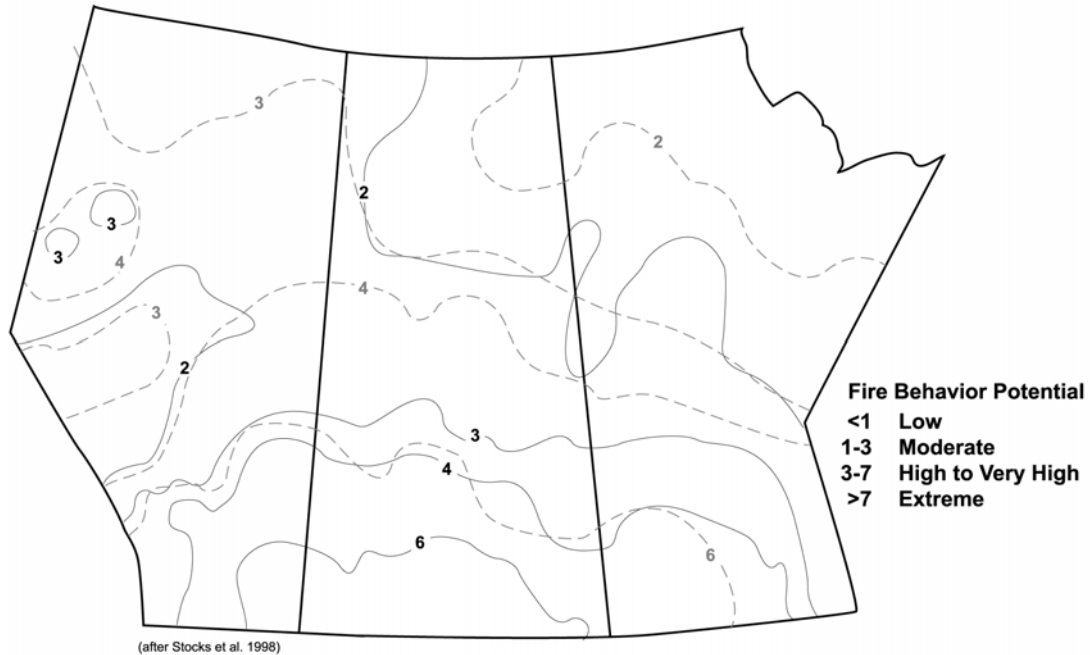 3
2
2
3
3
4
4
3
2
3
4
6
6
Fire Behavior Potential
<1 Low
1-3 Moderate
3-7 High to Very High
>7 Extreme
(after Stocks et al. 1998)